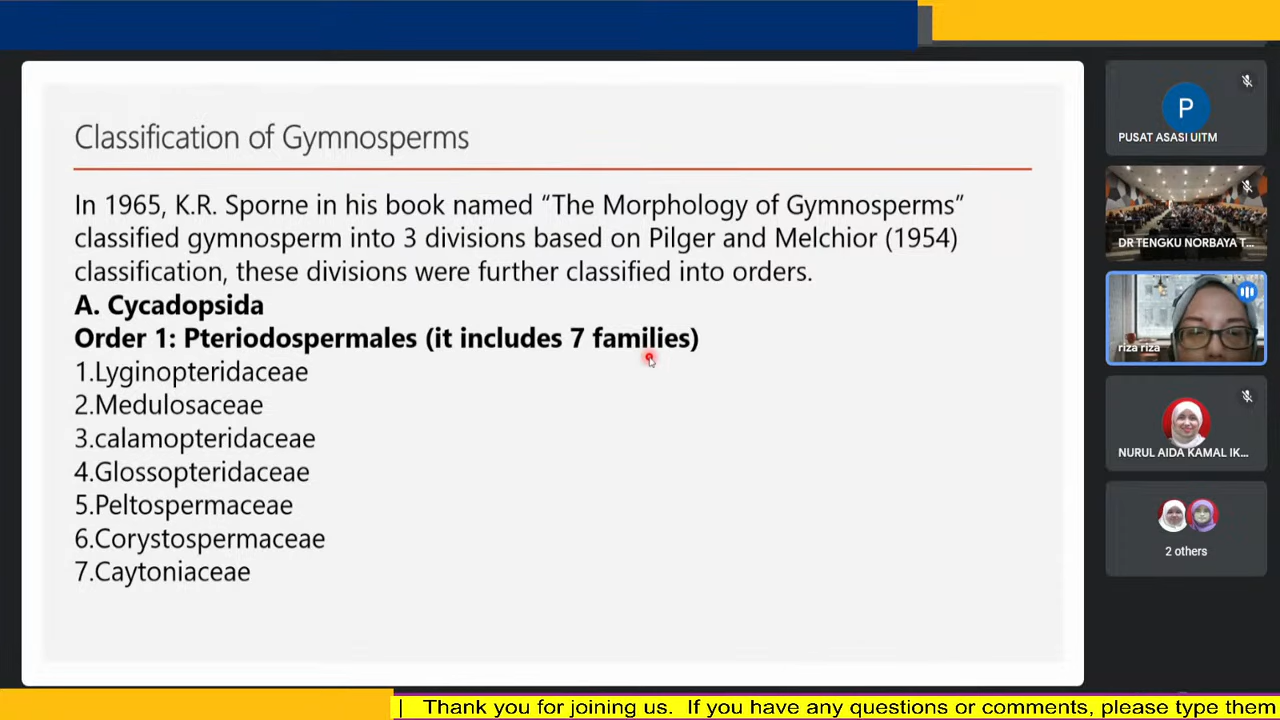 Classification of Gymnosperms
In 1965, K.R. Sporne in his book named “The Morphology of Gymnosperms”
classified gymnosperm into 3 divisions based on Pilger and Melchior (1954)
classification, these divisions were further classified into orders.
A. Cycadopsida
Order 1: Pteriodospermales (it includes 7 families)
1.Lyginopteridaceae
2.Medulosaceae
3.calamopteridaceae
4.Glossopteridaceae
5.Peltospermaceae
6.Corystospermaceae
7.Caytoniaceae
P
PUSAT ASASI UITM
DR TENGKU NORBAYA T...
riza riza
NURUL AIDA KAMAL IK...
2 others
| Thank you for joining us. If you have any questions or comments, please type them